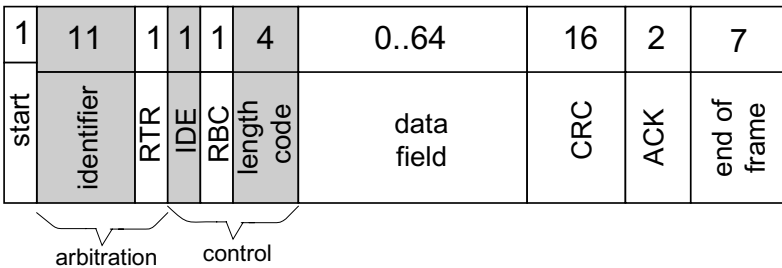 1 11 1 1 1 4 0..64 16 2 7
start
identifier
RTR
IDE
RBC
length
code
data
field
CRC
ACK
end of
frame
arbitration control